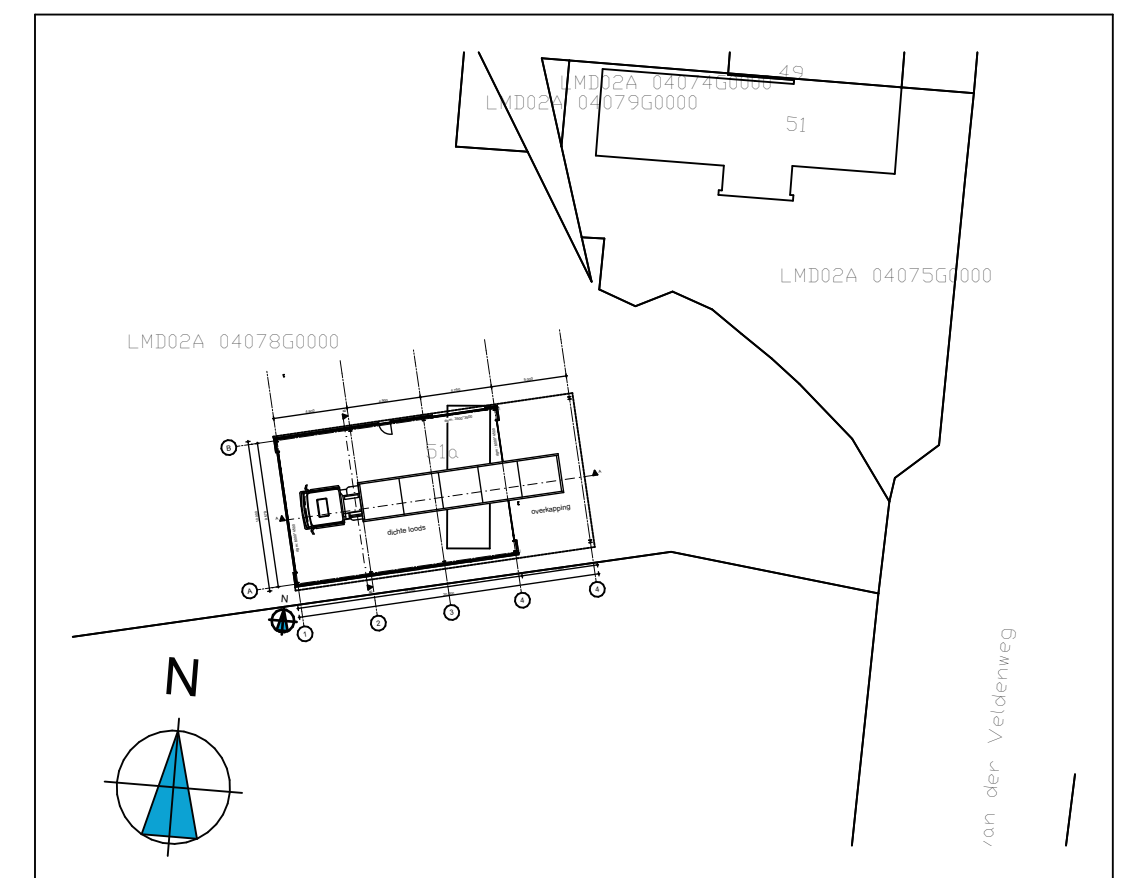 49
LMD02A 04074G0000
LMD02A 04079G0000
51
LMD02A 04075G0000
LMD02A 04078G0000
B
51a
A
A
overkapping
dichte loods
A
N
4
4
3
2
1
N
van der Veldenweg